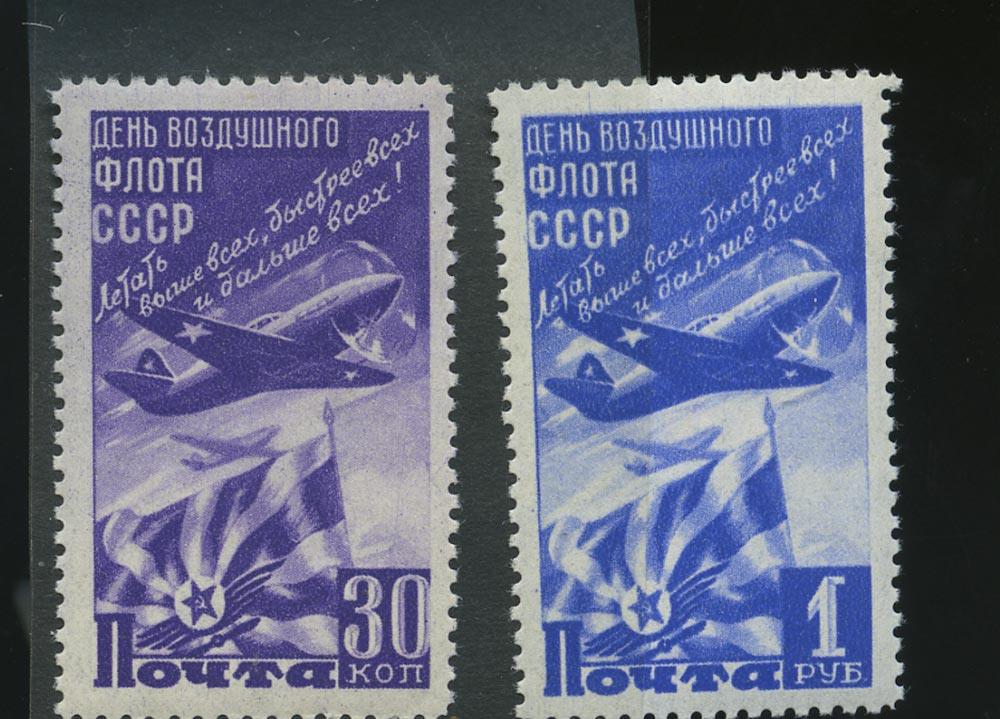 ДЕНЬ ВОЗДУШНОГО
ФЛОТА
СССР
Летать
выше всех, быстрее всех
и дальше всех!
30
Почта КОП
ДЕНЬ ВОЗДУШНОГО
ФЛОТА
СССР
Летать
выше всех, быстрее всех
и дальше всех!
1
Почта РУБ.